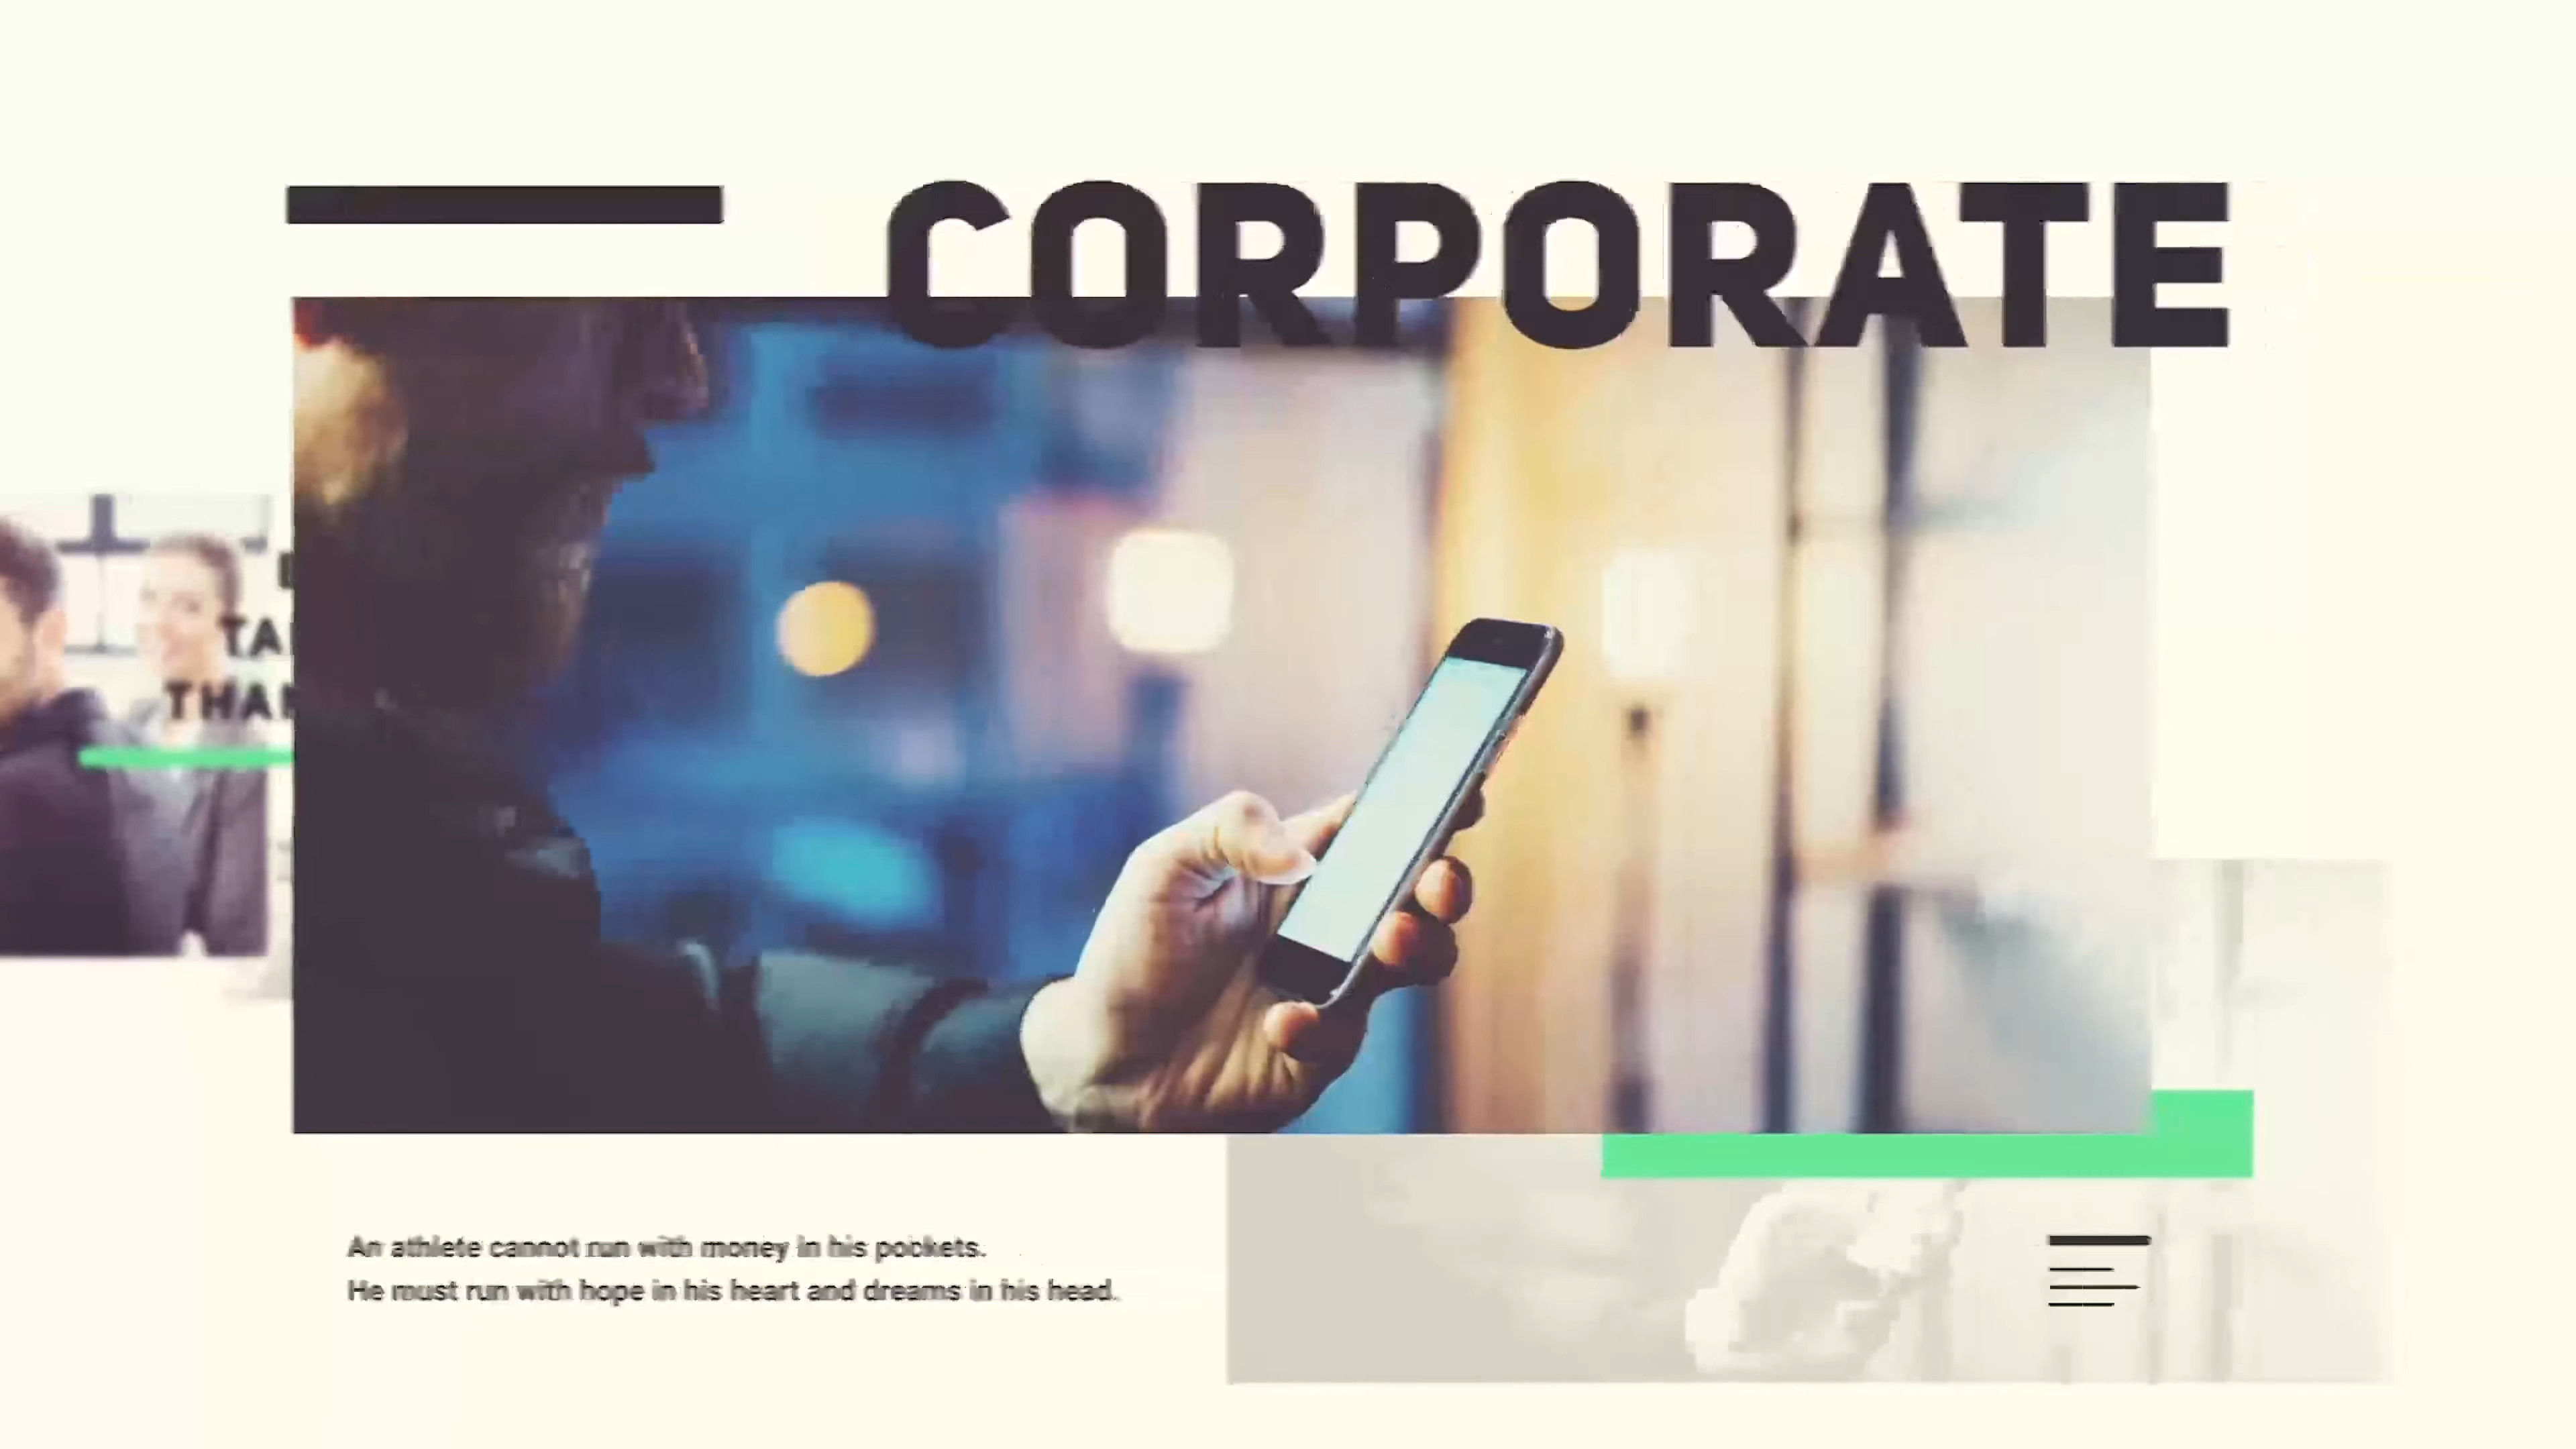 CORPORATE
An athlete cannot run with money in his pockets.
He must run with hope in his heart and dreams in his head.